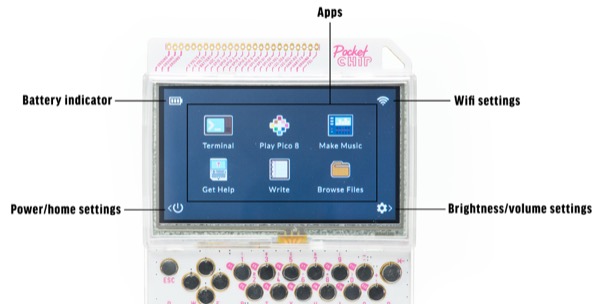 Apps
Pocket
CHIP
Battery indicator
Wifi settings
Terminal
Play Pico 8
Make Music
Get Help
Write
Browse Files
Power/home settings
Brightness/volume settings
ESC